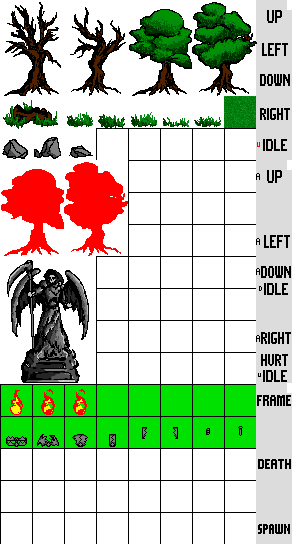 UP
LEFT
DOWN
RIGHT
U IDLE
A UP
A LEFT
A DOWN
D IDLE
A RIGHT
HURT
U IDLE
FRAME
DEATH
SPAWN